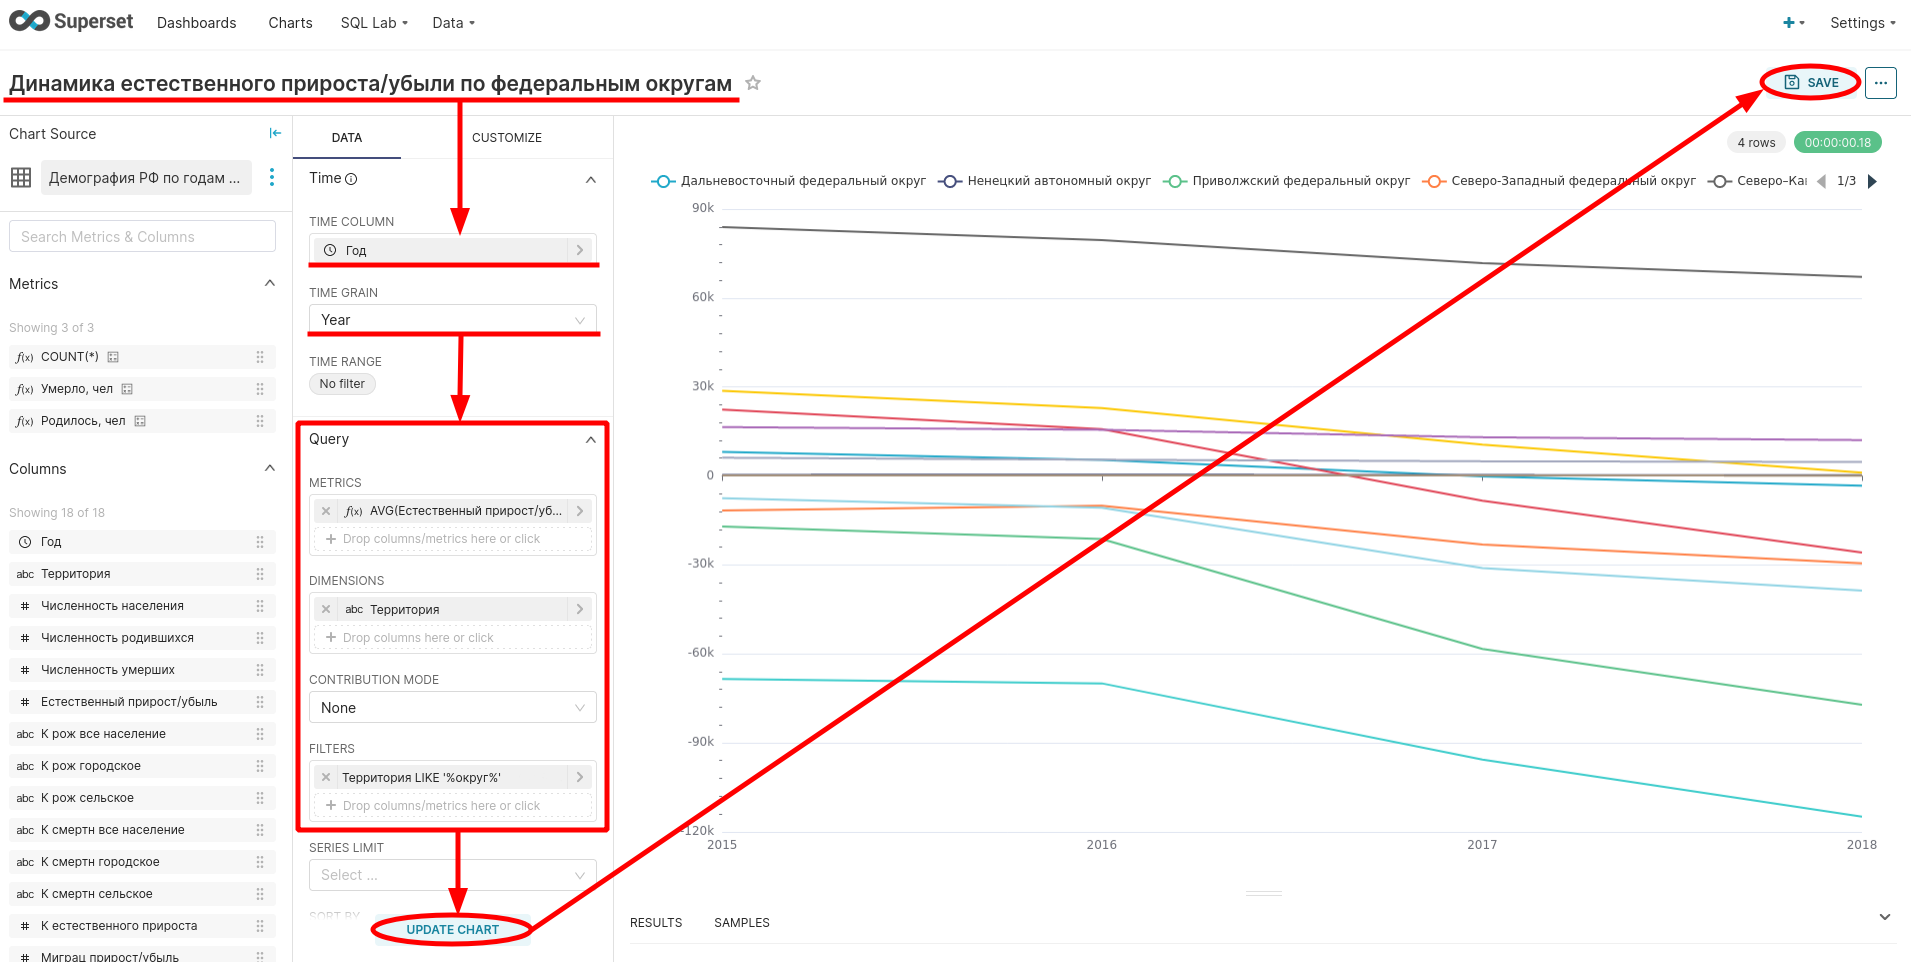 Superset Dashboards Charts SQL Lab Data Settings
Динамика естественного прироста/убыли по федеральным округам
SAVE
Chart Source
Демография РФ по годам ...
Search Metrics & Columns
Metrics
Showing 3 of 3
f(x) COUNT(*)
f(x) Умерло, чел
f(x) Родилось, чел
Columns
Showing 18 of 18
Год
abc Территория
# Численность населения
# Численность родившихся
# Численность умерших
# Естественный прирост/убыль
abc К рож все население
abc К рож городское
abc К рож сельское
abc К смертн все население
abc К смертн городское
abc К смертн сельское
# К естественного прироста
# Миграц прирост/убыль
DATA CUSTOMIZE
Time
TIME COLUMN
Год
TIME GRAIN
Year
TIME RANGE
No filter
Query
METRICS
f(x) AVG(Естественный прирост/уб...
+ Drop columns/metrics here or click
DIMENSIONS
abc Территория
+ Drop columns here or click
CONTRIBUTION MODE
None
FILTERS
Территория LIKE '%округ%'
+ Drop columns/metrics here or click
SERIES LIMIT
Select ...
SORT BY
UPDATE CHART
4 rows 00:00:00.18
Дальневосточный федеральный округ Ненецкий автономный округ Приволжский федеральный округ Северо-Западный федеральный округ Северо-Ка 1/3
90k
60k
30k
0
-30k
-60k
-90k
-120k
2015 2016 2017 2018
RESULTS SAMPLES